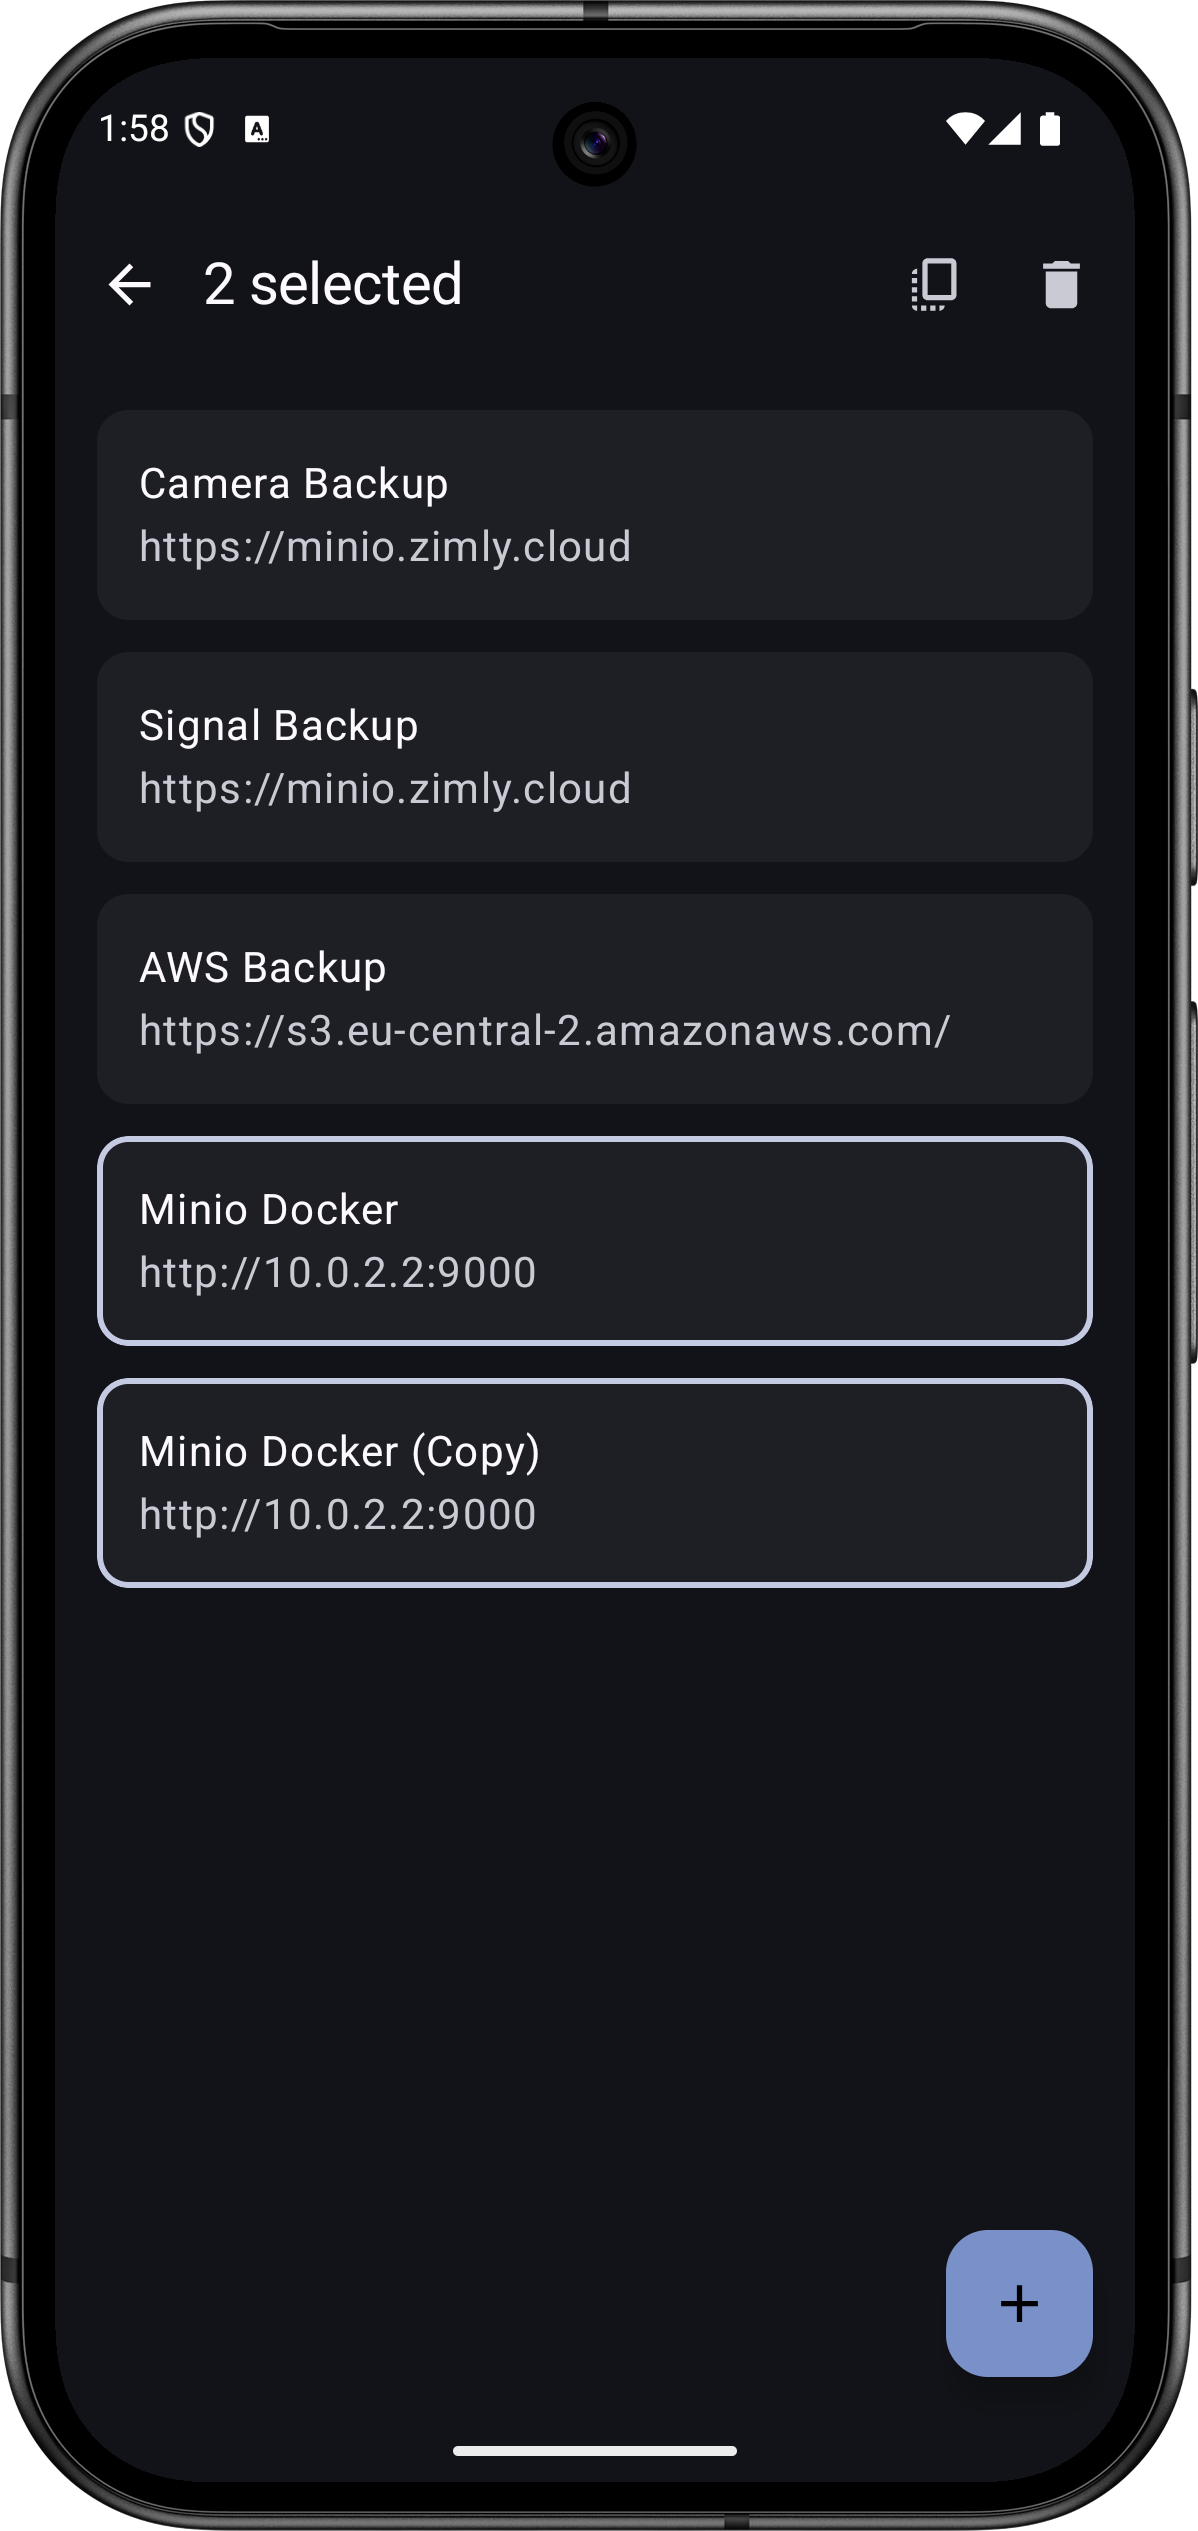 1:58
2 selected
Camera Backup
https://minio.zimly.cloud
Signal Backup
https://minio.zimly.cloud
AWS Backup
https://s3.eu-central-2.amazonaws.com/
Minio Docker
http://10.0.2.2:9000
Minio Docker (Copy)
http://10.0.2.2:9000